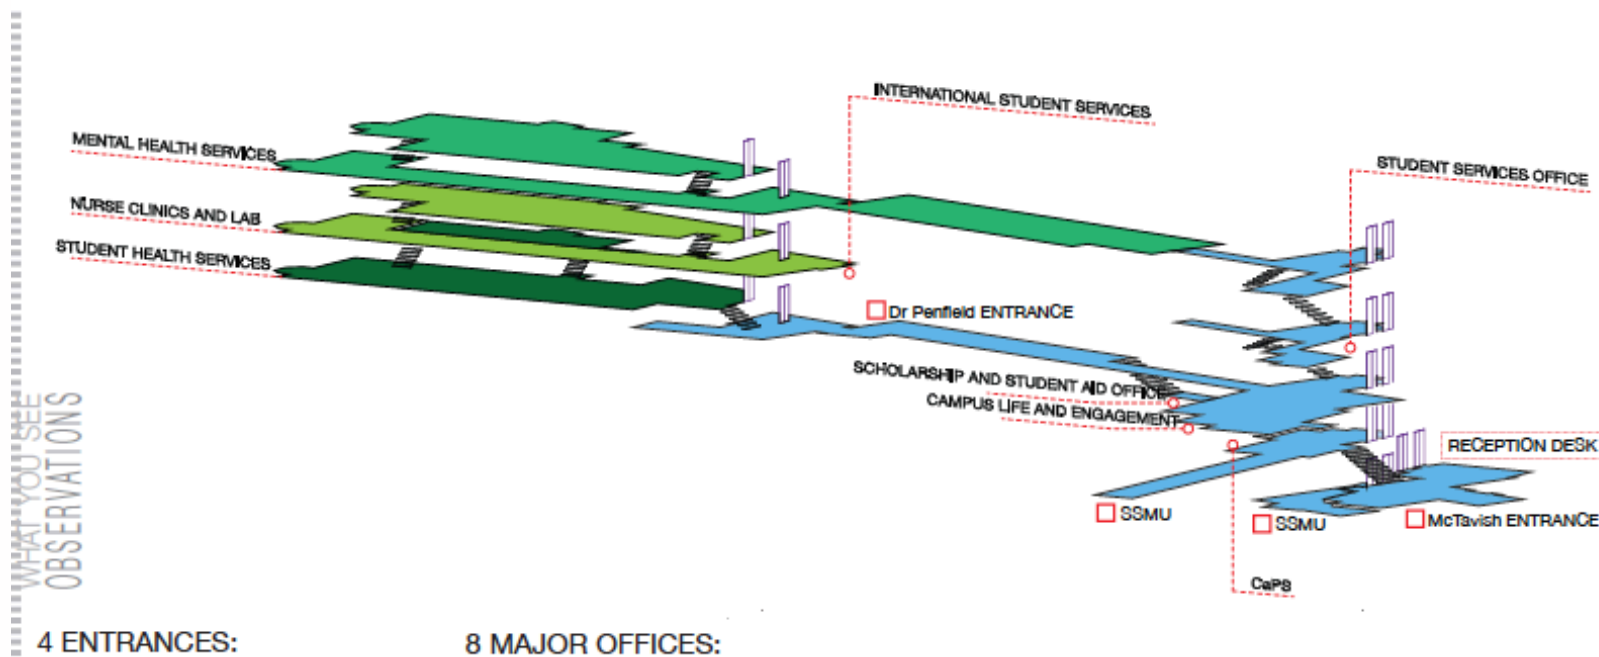 INTERNATIONAL STUDENT SERVICES
MENTAL HEALTH SERVICES
STUDENT SERVICES OFFICE
NURSE CLINICS AND LAB
STUDENT HEALTH SERVICES
Dr Penfield ENTRANCE
SCHOLARSHIP AND STUDENT AID OFFICE
CAMPUS LIFE AND ENGAGEMENT
RECEPTION DESK
SSMU
SSMU
McTavish ENTRANCE
CaPS
WHAT YOU SEE
OBSERVATIONS
4 ENTRANCES:
8 MAJOR OFFICES: